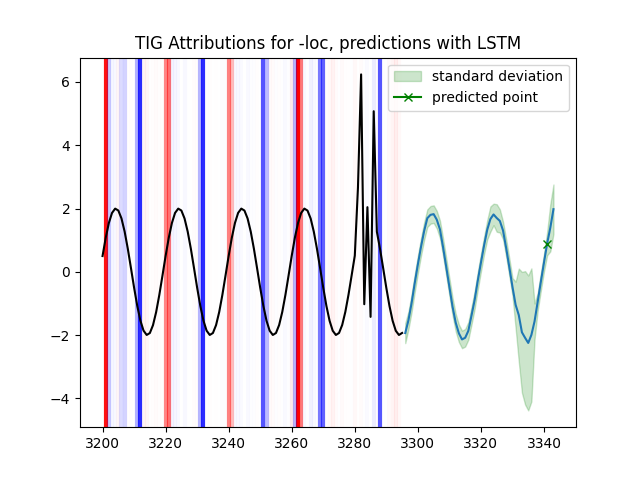 TIG Attributions for -loc, predictions with LSTM
standard deviation
predicted point
6
4
2
0
−2
−4
3200 3220 3240 3260 3280 3300 3320 3340